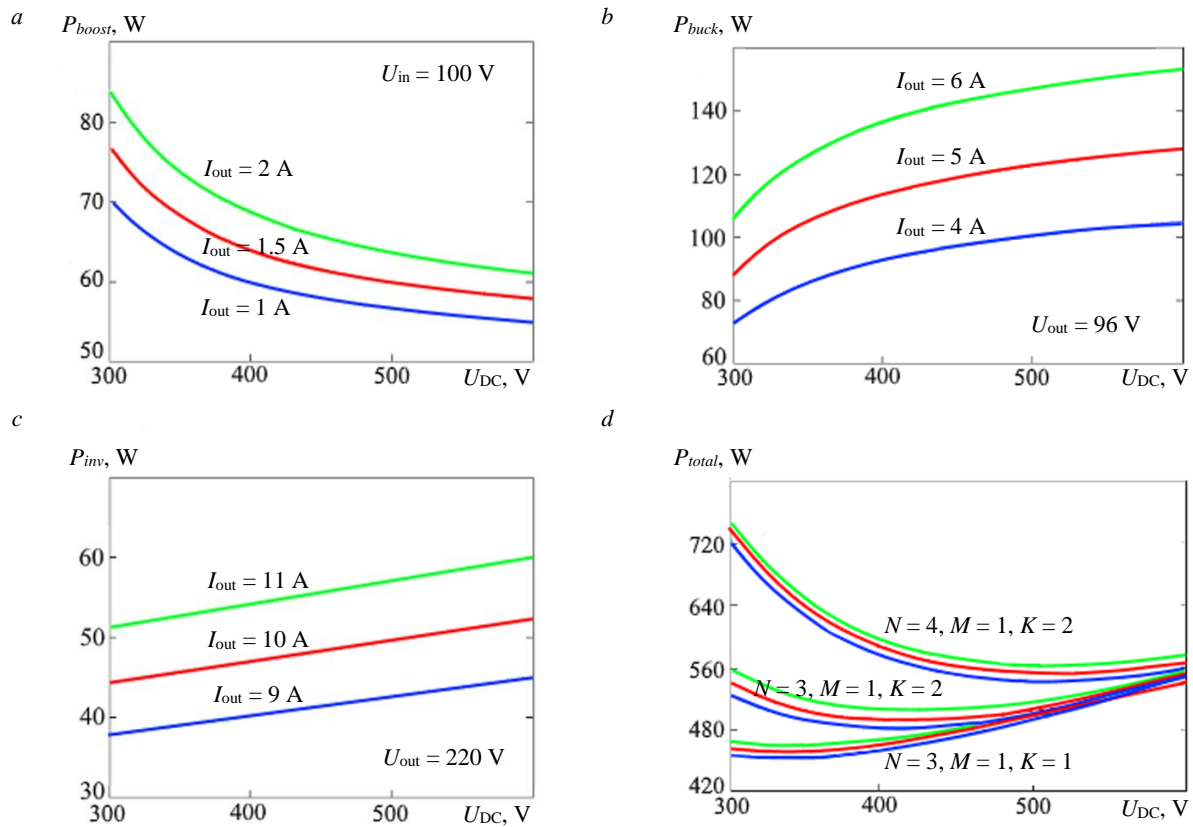 a
P_boost, W
U_in = 100 V
80
I_out = 2 A
70
I_out = 1.5 A
60
I_out = 1 A
50
300
400
500
U_DC, V
b
P_buck, W
I_out = 6 A
140
I_out = 5 A
120
I_out = 4 A
100
80
U_out = 96 V
60
300
400
500
U_DC, V
c
P_inv, W
60
I_out = 11 A
50
I_out = 10 A
I_out = 9 A
40
U_out = 220 V
30
300
400
500
U_DC, V
d
P_total, W
720
640
N = 4, M = 1, K = 2
560
N = 3, M = 1, K = 2
480
N = 3, M = 1, K = 1
420
300
400
500
U_DC, V